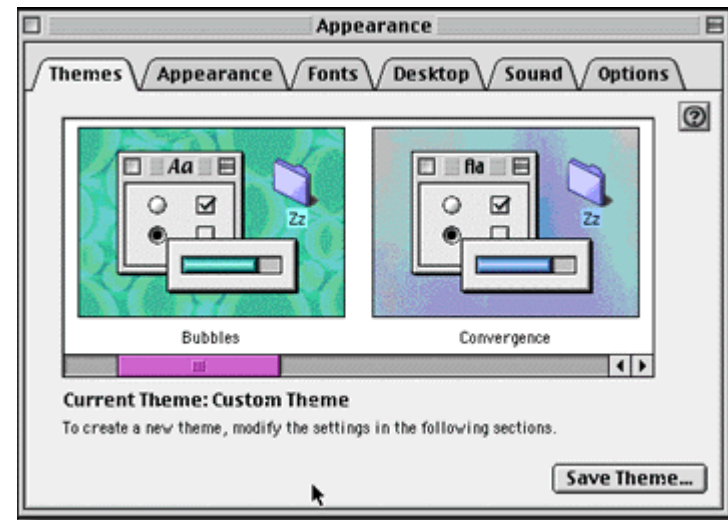 Appearance
Themes Appearance Fonts Desktop Sound Options
Aa Aa
Zz Zz
Bubbles Convergence
Current Theme: Custom Theme
To create a new theme, modify the settings in the following sections.
Save Theme...